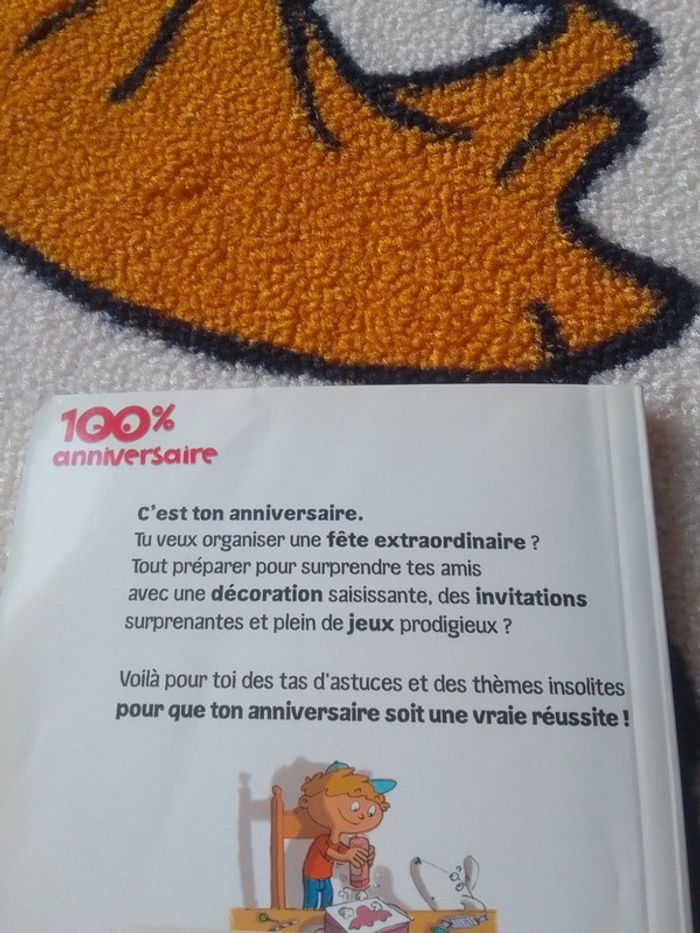 100%
anniversaire
C'est ton anniversaire.
Tu veux organiser une fête extraordinaire ?
Tout préparer pour surprendre tes amis
avec une décoration saisissante, des invitations
surprenantes et plein de jeux prodigieux ?
Voilà pour toi des tas d'astuces et des thèmes insolites
pour que ton anniversaire soit une vraie réussite !